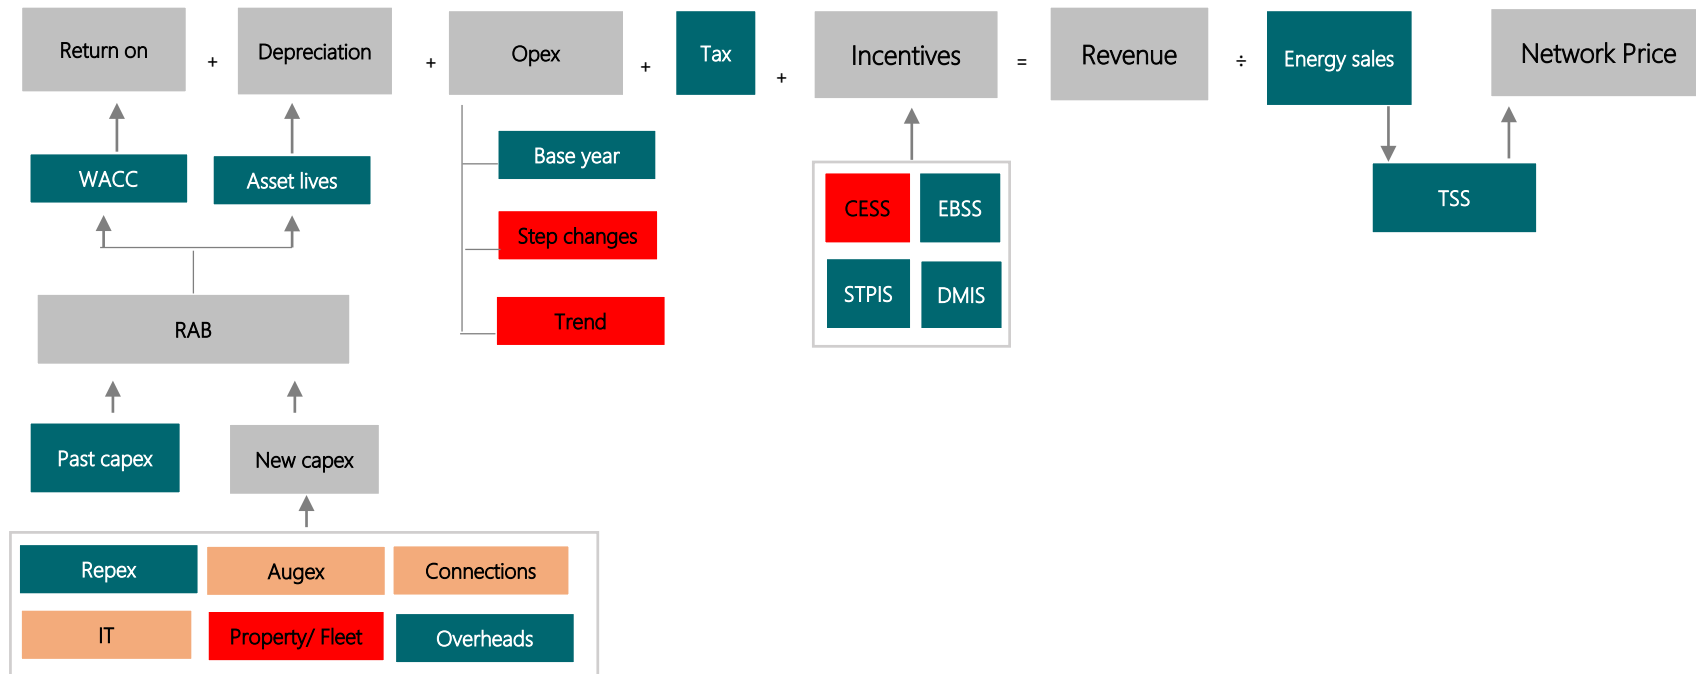 Return on + Depreciation + Opex + Tax + Incentives = Revenue ÷ Energy sales Network Price
WACC Asset lives
Base year
Step changes
Trend
CESS EBSS
STPIS DMIS
TSS
RAB
Past capex New capex
Repex Augex Connections
IT Property/ Fleet Overheads